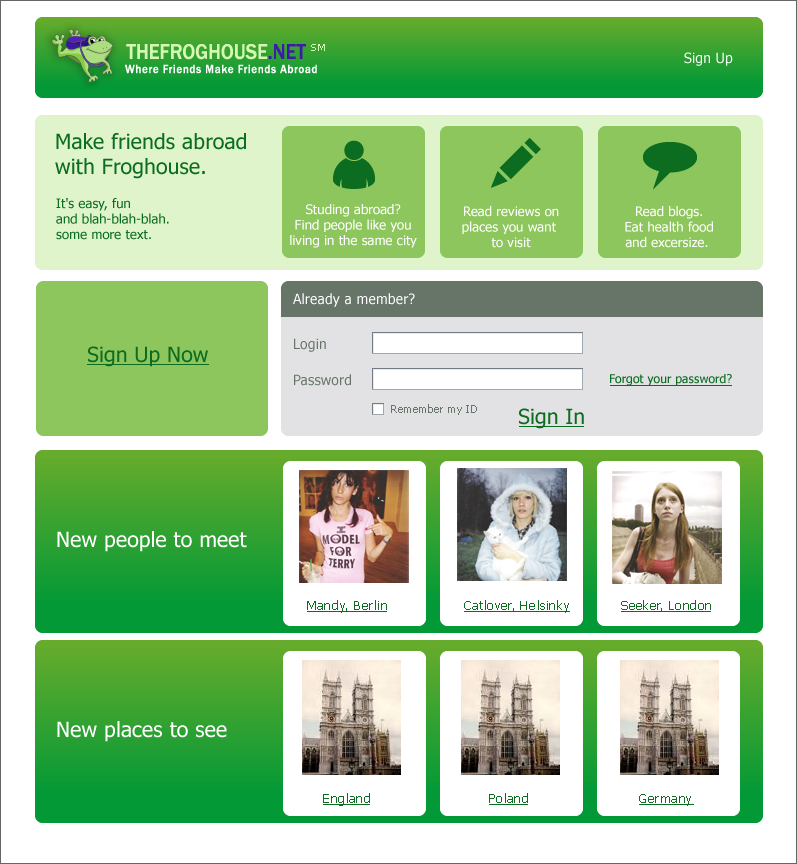 THEFROGHOUSE.NET SM
Where Friends Make Friends Abroad
Sign Up
Make friends abroad
with Froghouse.
It's easy, fun
and blah-blah-blah.
some more text.
Studing abroad?
Find people like you
living in the same city
Read reviews on
places you want
to visit
Read blogs.
Eat health food
and excersize.
Sign Up Now
Already a member?
Login
Password
Forgot your password?
Remember my ID
Sign In
New people to meet
I
MODEL
FOR
TERRY
Mandy, Berlin
Catlover, Helsinky
Seeker, London
New places to see
England
Poland
Germany